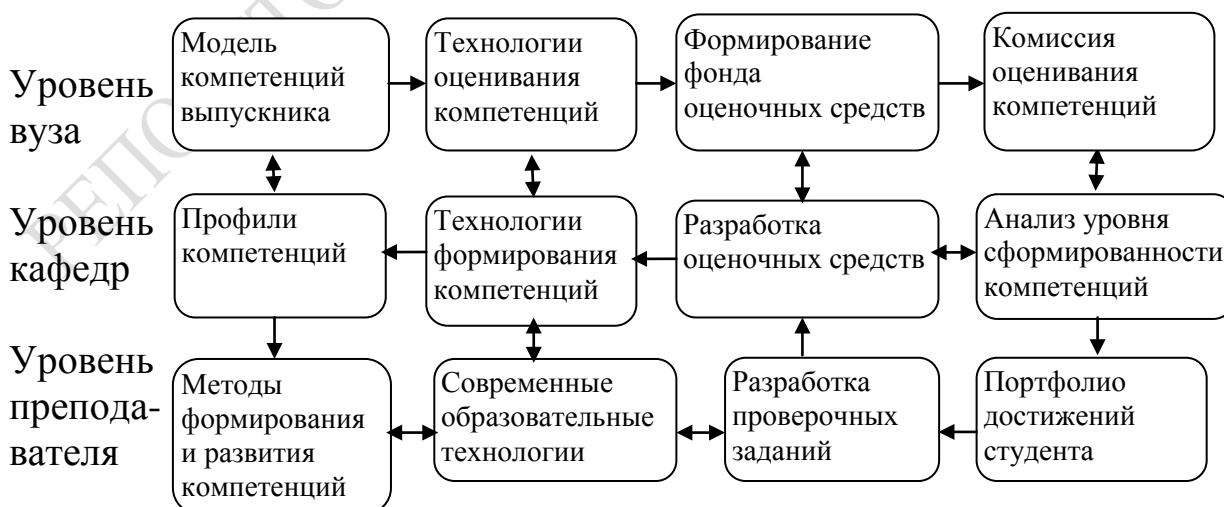 Уровень
вуза
Модель
компетенций
выпускника
Технологии
оценивания
компетенций
Формирование
фонда
оценочных средств
Комиссия
оценивания
компетенций
Уровень
кафедр
Профили
компетенций
Технологии
формирования
компетенций
Разработка
оценочных средств
Анализ уровня
сформированности
компетенций
Уровень
препода-
вателя
Методы
формирования
и развития
компетенций
Современные
образовательные
технологии
Разработка
проверочных
заданий
Портфолио
достижений
студента